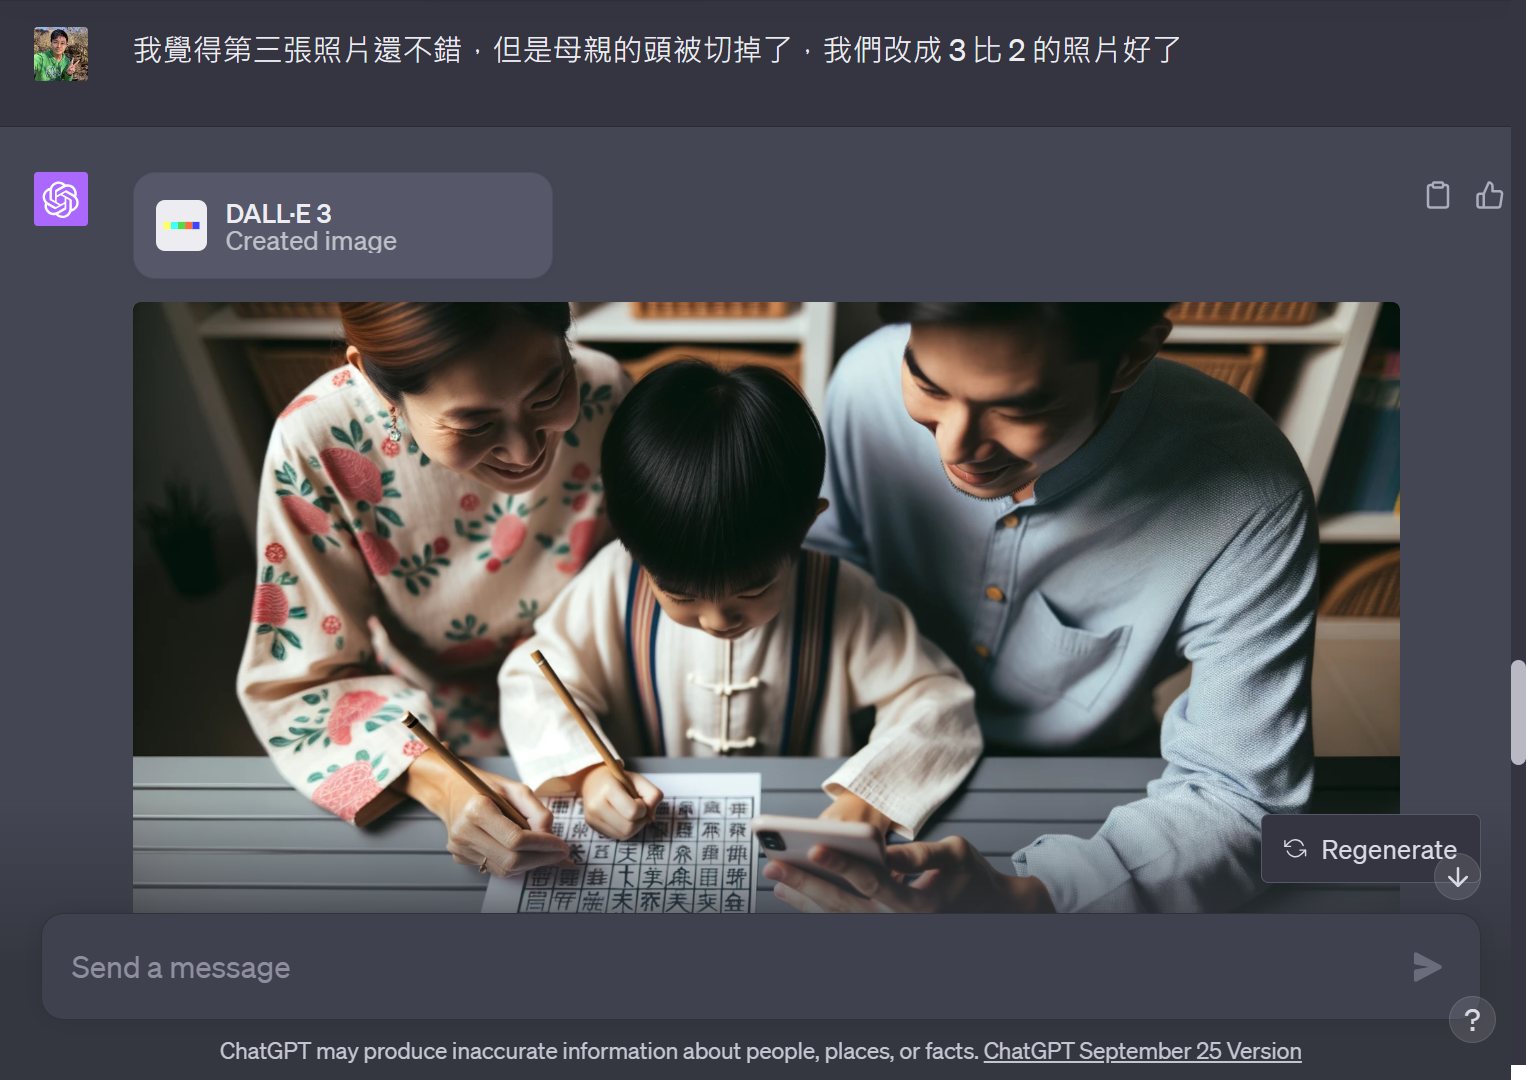 我覺得第三張照片還不錯，但是母親的頭被切掉了，我們改成 3 比 2 的照片好了
DALL·E 3
Created image
Regenerate
Send a message
?
ChatGPT may produce inaccurate information about people, places, or facts. ChatGPT September 25 Version